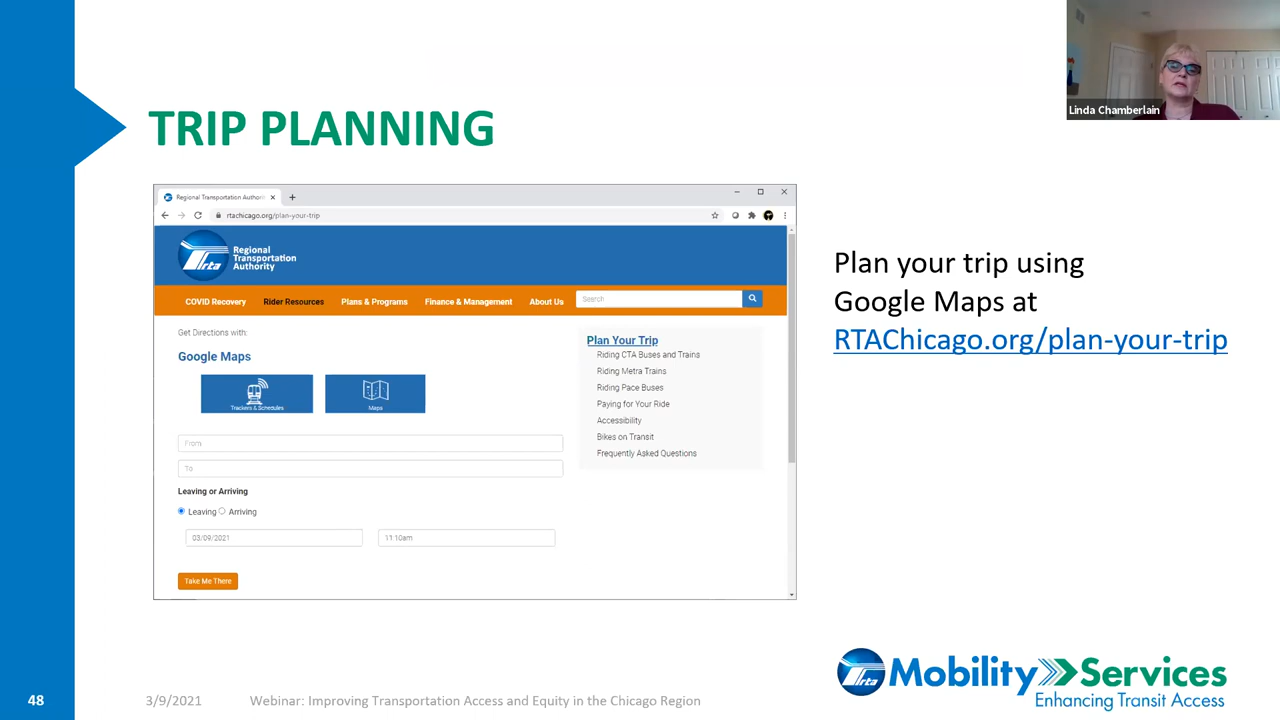 Linda Chamberlain
TRIP PLANNING
Regional Transportation Authori
rtachicago.org/plan-your-trip
rta
Regional
Transportation
Authority
COVID Recovery
Rider Resources
Plans & Programs
Finance & Management
About Us
Search
Get Directions with:
Google Maps
Trackers & Schedules
Maps
From
To
Leaving or Arriving
Leaving
Arriving
03/09/2021
11:10am
Take Me There
Plan Your Trip
Riding CTA Buses and Trains
Riding Metra Trains
Riding Pace Buses
Paying for Your Ride
Accessibility
Bikes on Transit
Frequently Asked Questions
Plan your trip using
Google Maps at
RTAChicago.org/plan-your-trip
rta
Mobility Services
Enhancing Transit Access
48
3/9/2021
Webinar: Improving Transportation Access and Equity in the Chicago Region